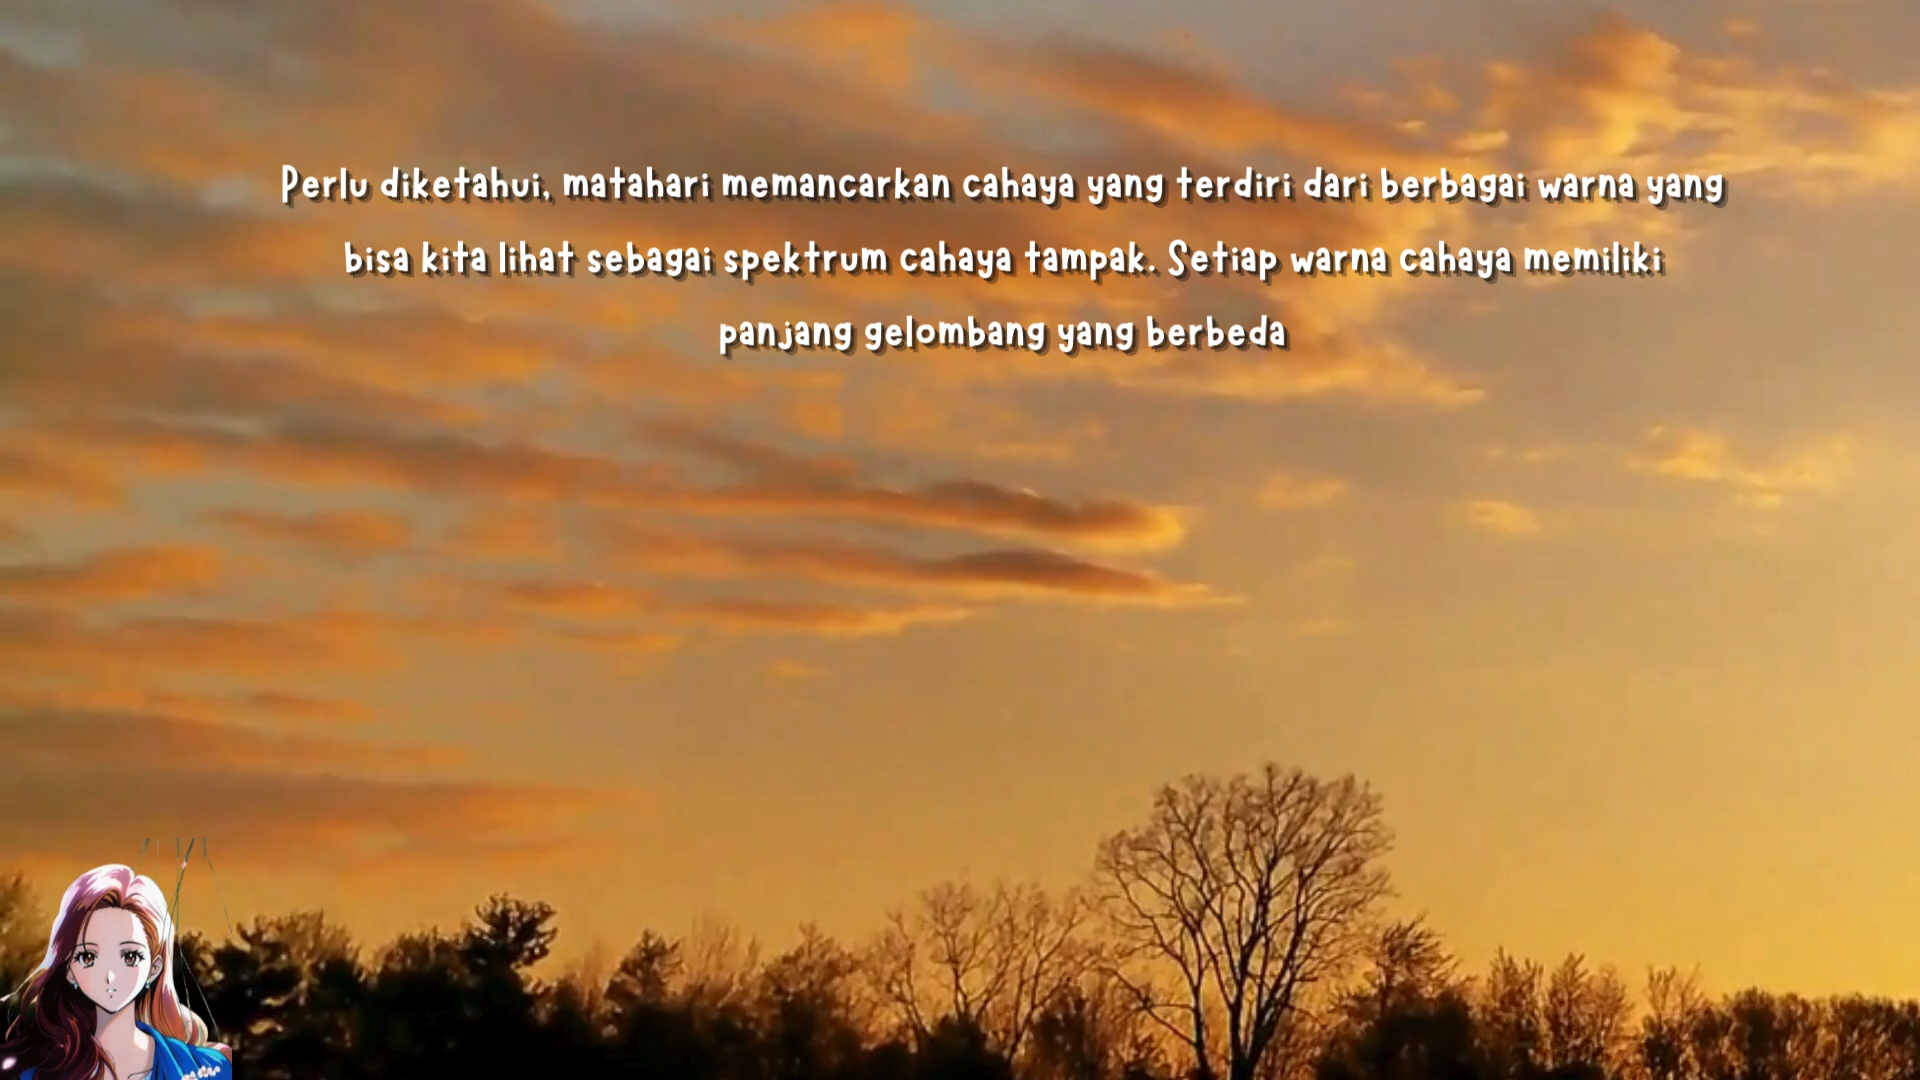 Perlu diketahui, matahari memancarkan cahaya yang terdiri dari berbagai warna yang
bisa kita lihat sebagai spektrum cahaya tampak. Setiap warna cahaya memiliki
panjang gelombang yang berbeda